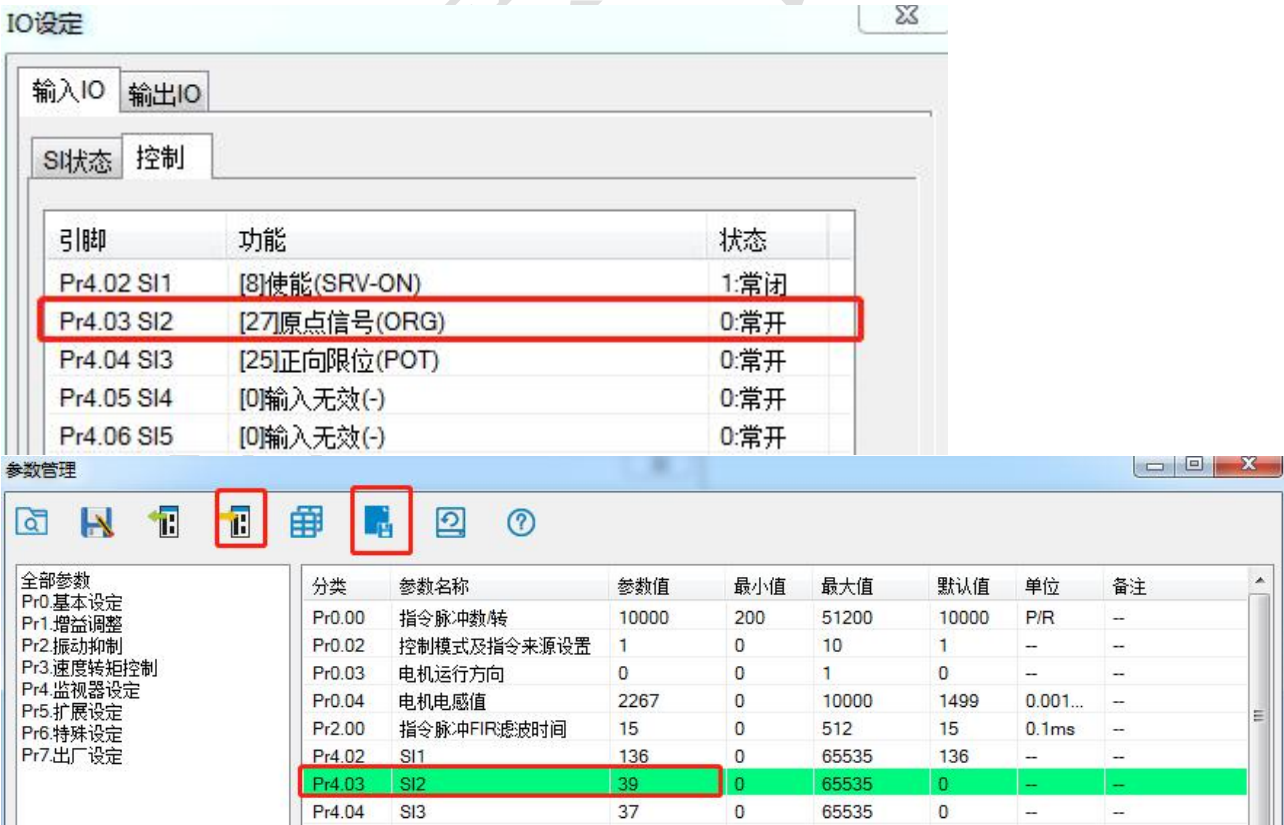 IO设定
输入IO 输出IO
SI状态 控制
引脚 功能 状态
Pr4.02 SI1 [8]使能(SRV-ON) 1:常闭
Pr4.03 SI2 [27]原点信号(ORG) 0:常开
Pr4.04 SI3 [25]正向限位(POT) 0:常开
Pr4.05 SI4 [0]输入无效(-) 0:常开
Pr4.06 SI5 [0]输入无效(-) 0:常开
参数管理
全部参数
Pr0.基本设定
Pr1.增益调整
Pr2.振动抑制
Pr3.速度转矩控制
Pr4.监视器设定
Pr5.扩展设定
Pr6.特殊设定
Pr7.出厂设定
分类 参数名称 参数值 最小值 最大值 默认值 单位 备注
Pr0.00 指令脉冲数/转 10000 200 51200 10000 P/R --
Pr0.02 控制模式及指令来源设置 1 0 10 1 -- --
Pr0.03 电机运行方向 0 0 1 0 -- --
Pr0.04 电机电感值 2267 0 10000 1499 0.001... --
Pr2.00 指令脉冲FIR滤波时间 15 0 512 15 0.1ms --
Pr4.02 SI1 136 0 65535 136 -- --
Pr4.03 SI2 39 0 65535 0 -- --
Pr4.04 SI3 37 0 65535 0 -- --